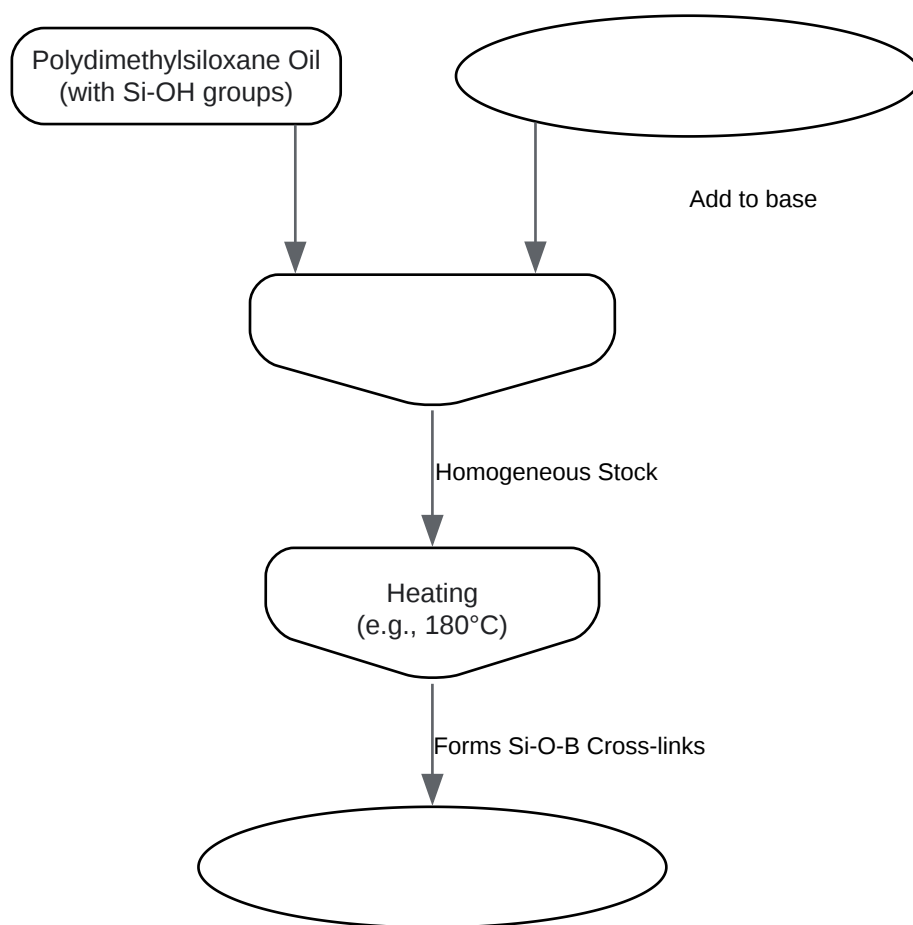 Polydimethylsiloxane Oil
(with Si-OH groups)
Add to base
Homogeneous Stock
Heating
(e.g., 180°C)
Forms Si-O-B Cross-links